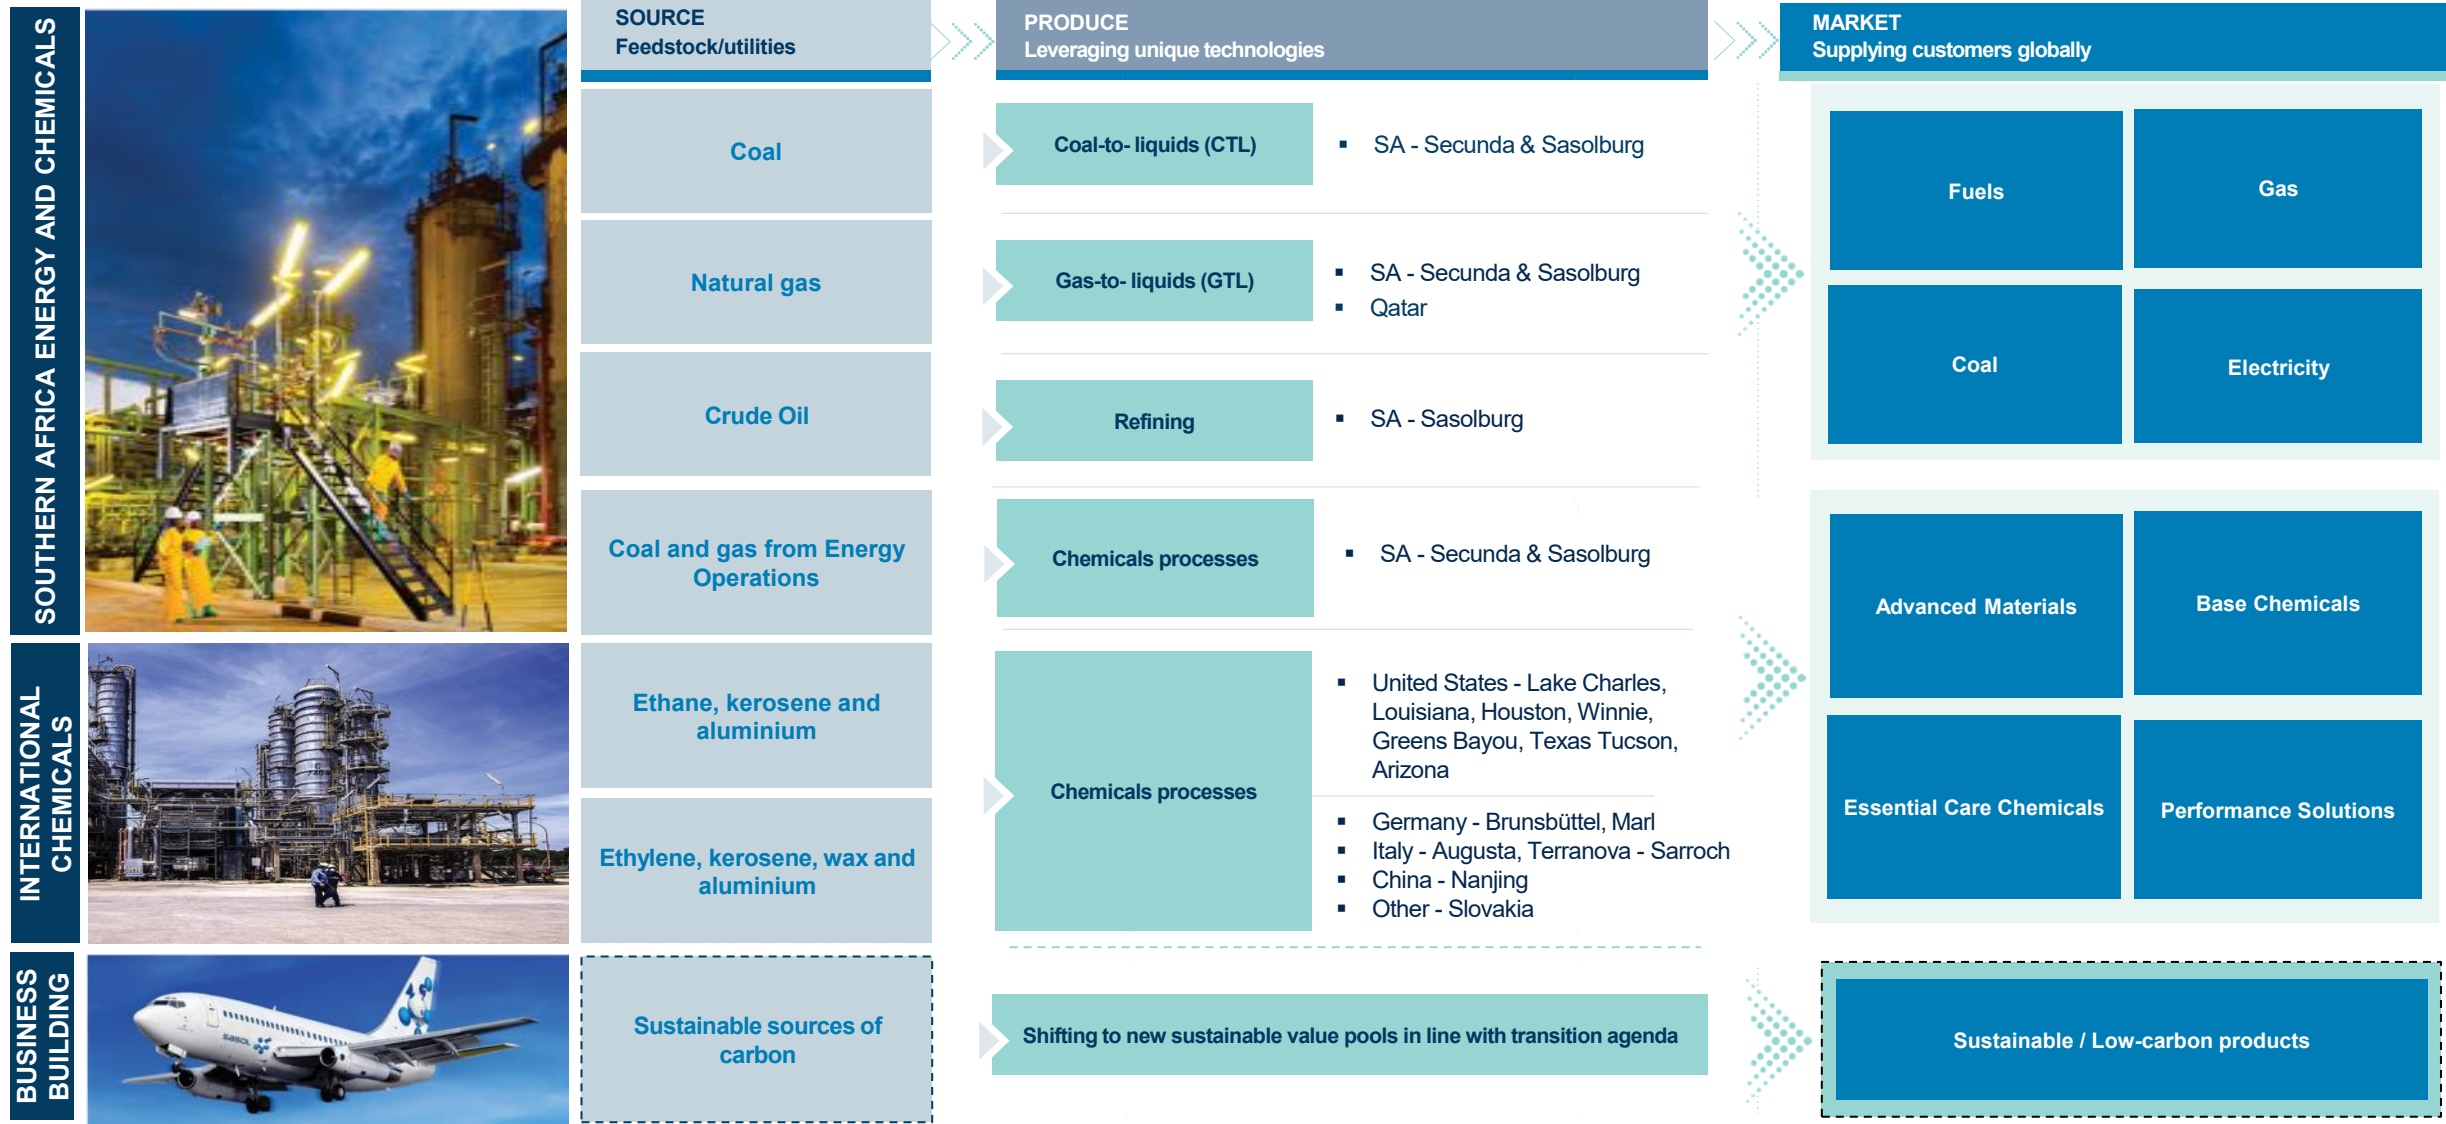 SOURCE
Feedstock/utilities
PRODUCE
Leveraging unique technologies
MARKET
Supplying customers globally
SOUTHERN AFRICA ENERGY AND CHEMICALS
Coal
Coal-to- liquids (CTL)
▪ SA - Secunda & Sasolburg
Natural gas
Gas-to- liquids (GTL)
▪ SA - Secunda & Sasolburg
▪ Qatar
Crude Oil
Refining
▪ SA - Sasolburg
Fuels
Gas
Coal
Electricity
Coal and gas from Energy
Operations
Chemicals processes
▪ SA - Secunda & Sasolburg
INTERNATIONAL
CHEMICALS
Ethane, kerosene and
aluminium
Ethylene, kerosene, wax and
aluminium
Chemicals processes
▪ United States - Lake Charles,
Louisiana, Houston, Winnie,
Greens Bayou, Texas Tucson,
Arizona
▪ Germany - Brunsbüttel, Marl
▪ Italy - Augusta, Terranova - Sarroch
▪ China - Nanjing
▪ Other - Slovakia
Advanced Materials
Base Chemicals
Essential Care Chemicals
Performance Solutions
BUSINESS
BUILDING
sasol
Sustainable sources of
carbon
Shifting to new sustainable value pools in line with transition agenda
Sustainable / Low-carbon products